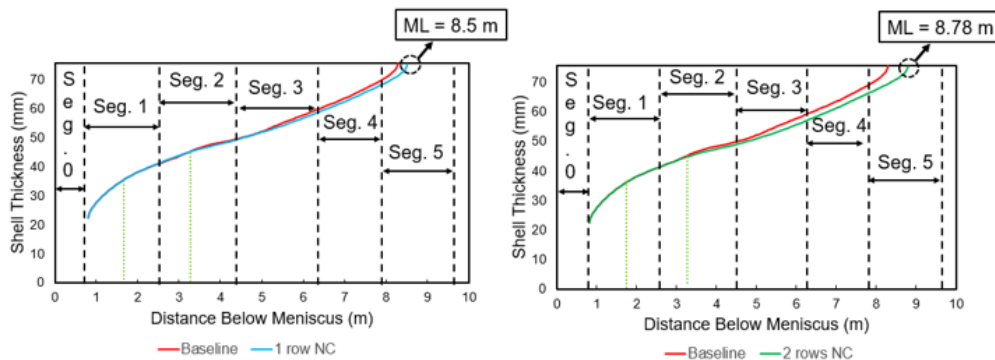 ML = 8.5 m
Shell Thickness (mm)
70
60
50
40
30
20
10
0
Seg.0
Seg. 1
Seg. 2
Seg. 3
Seg. 4
Seg. 5
0 1 2 3 4 5 6 7 8 9 10
Distance Below Meniscus (m)
Baseline 1 row NC
ML = 8.78 m
Shell Thickness (mm)
70
60
50
40
30
20
10
0
Seg.0
Seg. 1
Seg. 2
Seg. 3
Seg. 4
Seg. 5
0 1 2 3 4 5 6 7 8 9 10
Distance Below Meniscus (m)
Baseline 2 rows NC